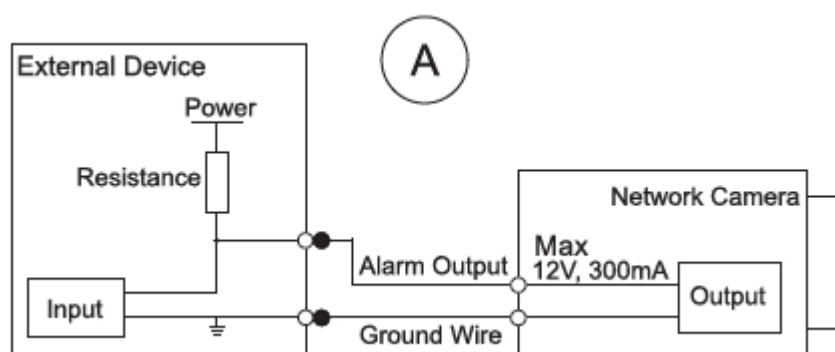 A
External Device
Power
Resistance
Network Camera
Alarm Output
Max
12V, 300mA
Input
Output
Ground Wire